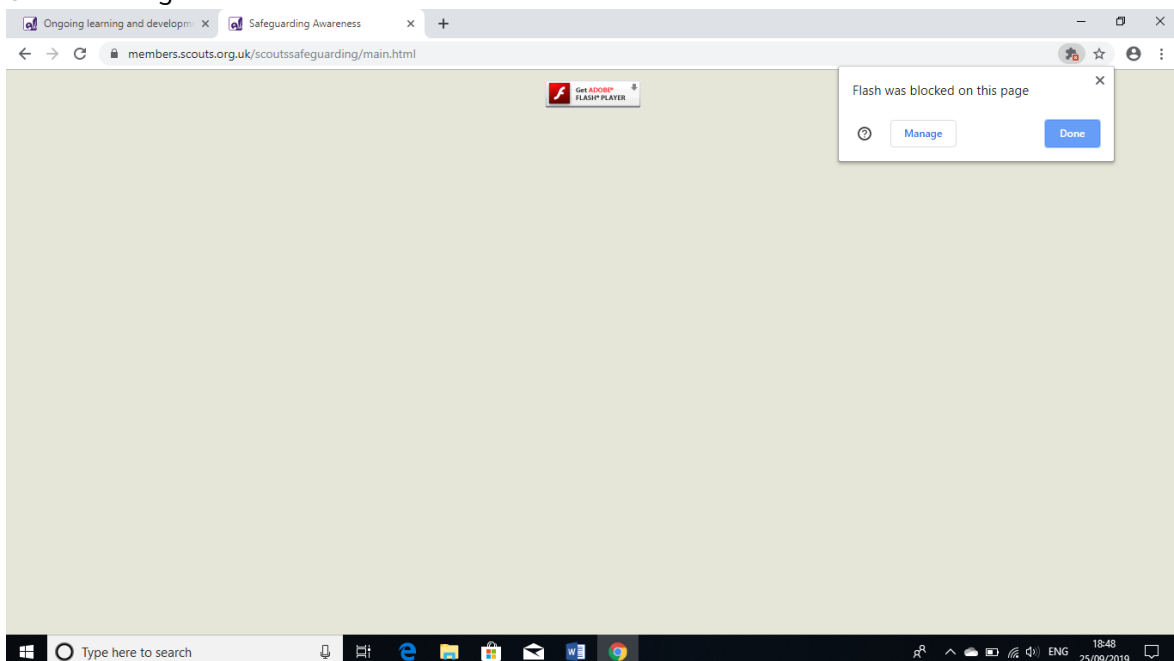 Ongoing learning and developm
Safeguarding Awareness
members.scouts.org.uk/scoutssafeguarding/main.html
Get ADOBE®
FLASH® PLAYER
Flash was blocked on this page
Manage
Done
Type here to search
ENG
18:48
25/09/2019